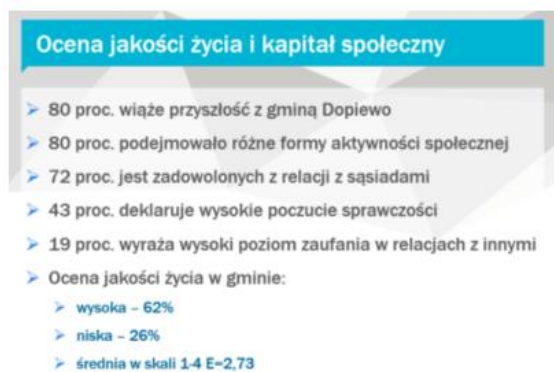 Ocena jakości życia i kapitał społeczny
80 proc. wiąże przyszłość z gminą Dopiewo
80 proc. podejmowało różne formy aktywności społecznej
72 proc. jest zadowolonych z relacji z sąsiadami
43 proc. deklaruje wysokie poczucie sprawczości
19 proc. wyraża wysoki poziom zaufania w relacjach z innymi
Ocena jakości życia w gminie:
wysoka – 62%
niska – 26%
średnia w skali 1-4 E=2,73